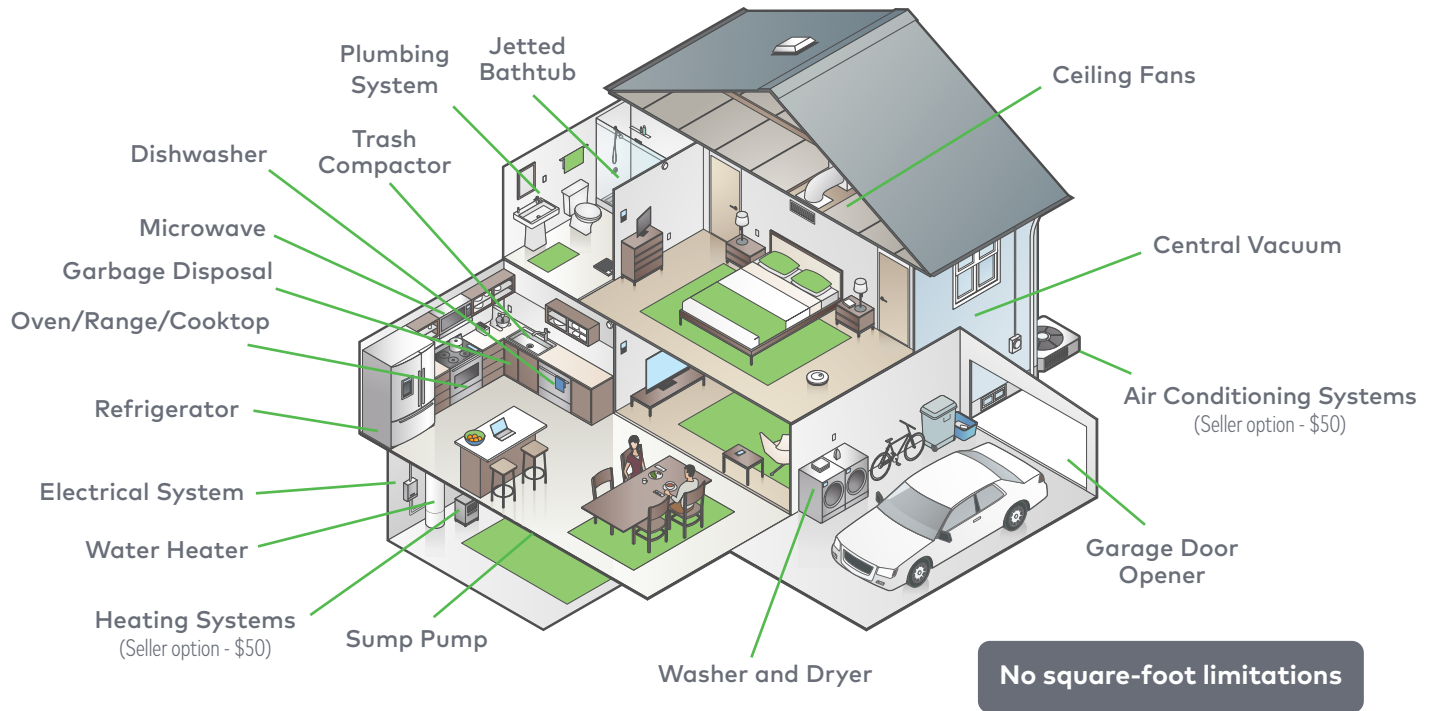 Plumbing
System
Jetted
Bathtub
Ceiling Fans
Trash
Compactor
Dishwasher
Microwave
Central Vacuum
Garbage Disposal
Oven/Range/Cooktop
Air Conditioning Systems
(Seller option - $50)
Refrigerator
Electrical System
Water Heater
Garage Door
Opener
Heating Systems
(Seller option - $50)
Sump Pump
Washer and Dryer
No square-foot limitations